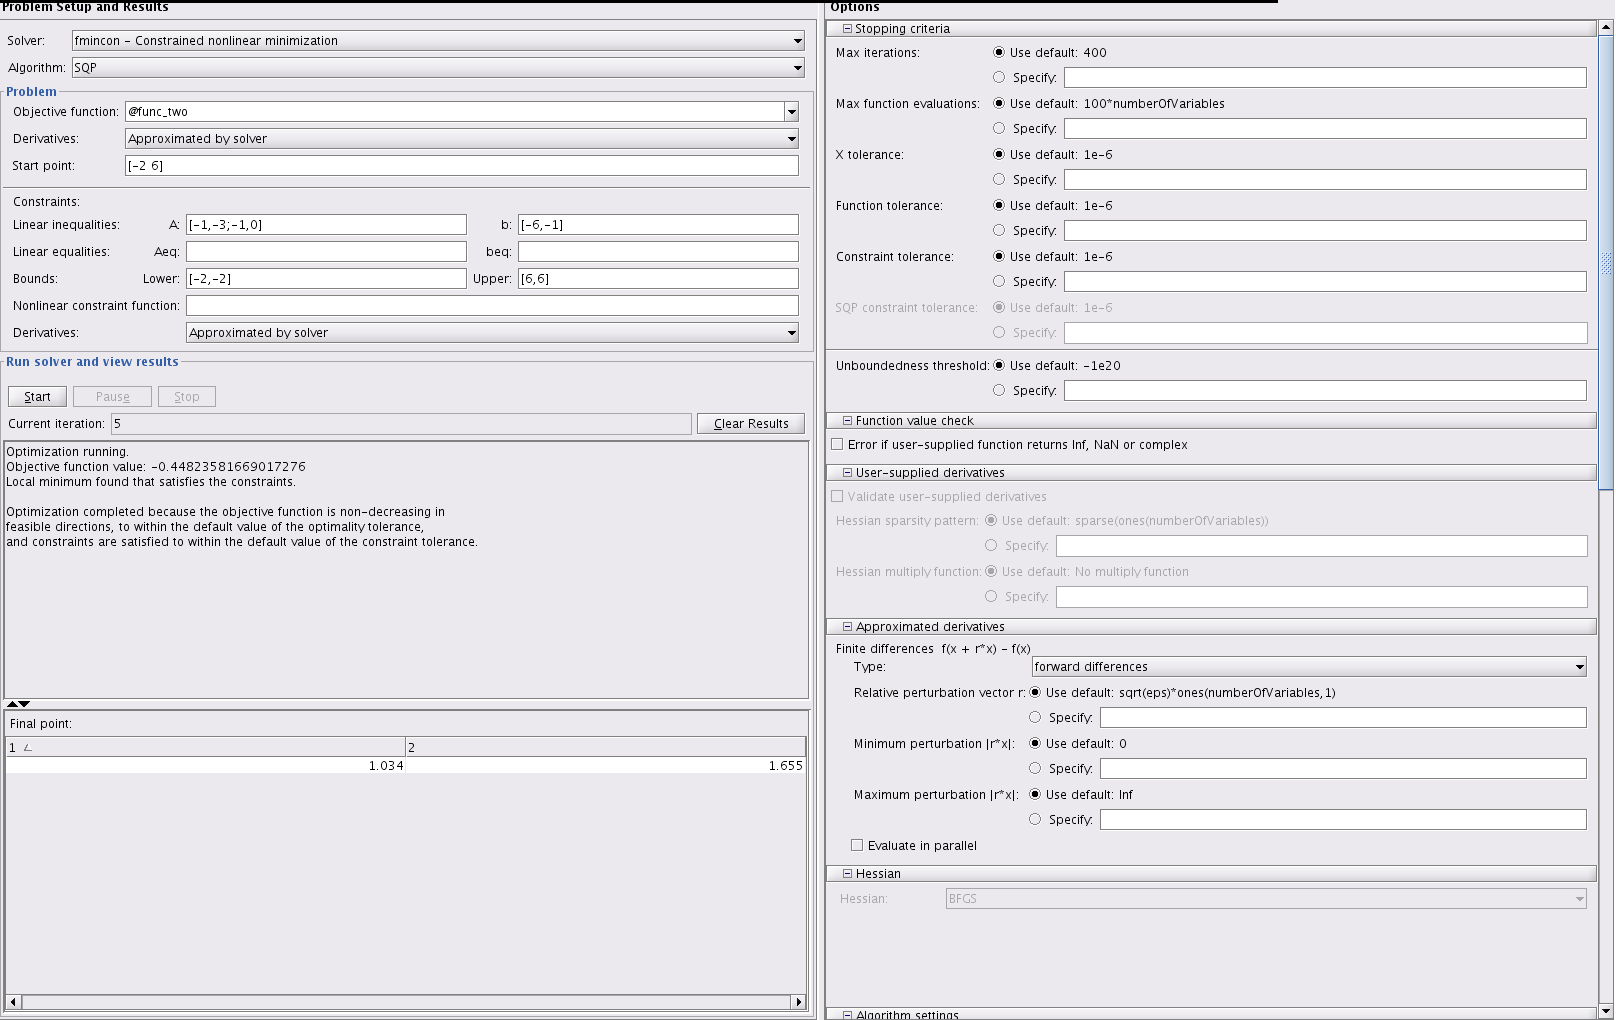 Problem Setup and Results
Solver: fmincon - Constrained nonlinear minimization
Algorithm: SQP
Problem
Objective function: @func_two
Derivatives: Approximated by solver
Start point: [-2 6]
Constraints:
Linear inequalities: A: [-1,-3;-1,0] b: [-6,-1]
Linear equalities: Aeq: beq:
Bounds: Lower: [-2,-2] Upper: [6,6]
Nonlinear constraint function:
Derivatives: Approximated by solver
Run solver and view results
Start Pause Stop
Current iteration: 5 Clear Results
Optimization running.
Objective function value: -0.44823581669017276
Local minimum found that satisfies the constraints.
Optimization completed because the objective function is non-decreasing in
feasible directions, to within the default value of the optimality tolerance,
and constraints are satisfied to within the default value of the constraint tolerance.
Final point:
1 2
1.034 1.655
Options
Stopping criteria
Max iterations: Use default: 400
Specify:
Max function evaluations: Use default: 100*numberOfVariables
Specify:
X tolerance: Use default: 1e-6
Specify:
Function tolerance: Use default: 1e-6
Specify:
Constraint tolerance: Use default: 1e-6
Specify:
SQP constraint tolerance: Use default: 1e-6
Specify:
Unboundedness threshold: Use default: -1e20
Specify:
Function value check
Error if user-supplied function returns Inf, NaN or complex
User-supplied derivatives
Validate user-supplied derivatives
Hessian sparsity pattern: Use default: sparse(ones(numberOfVariables))
Specify:
Hessian multiply function: Use default: No multiply function
Specify:
Approximated derivatives
Finite differences f(x + r*x) - f(x)
Type: forward differences
Relative perturbation vector r: Use default: sqrt(eps)*ones(numberOfVariables,1)
Specify:
Minimum perturbation |r*x|: Use default: 0
Specify:
Maximum perturbation |r*x|: Use default: Inf
Specify:
Evaluate in parallel
Hessian
Hessian: BFGS
Algorithm settings